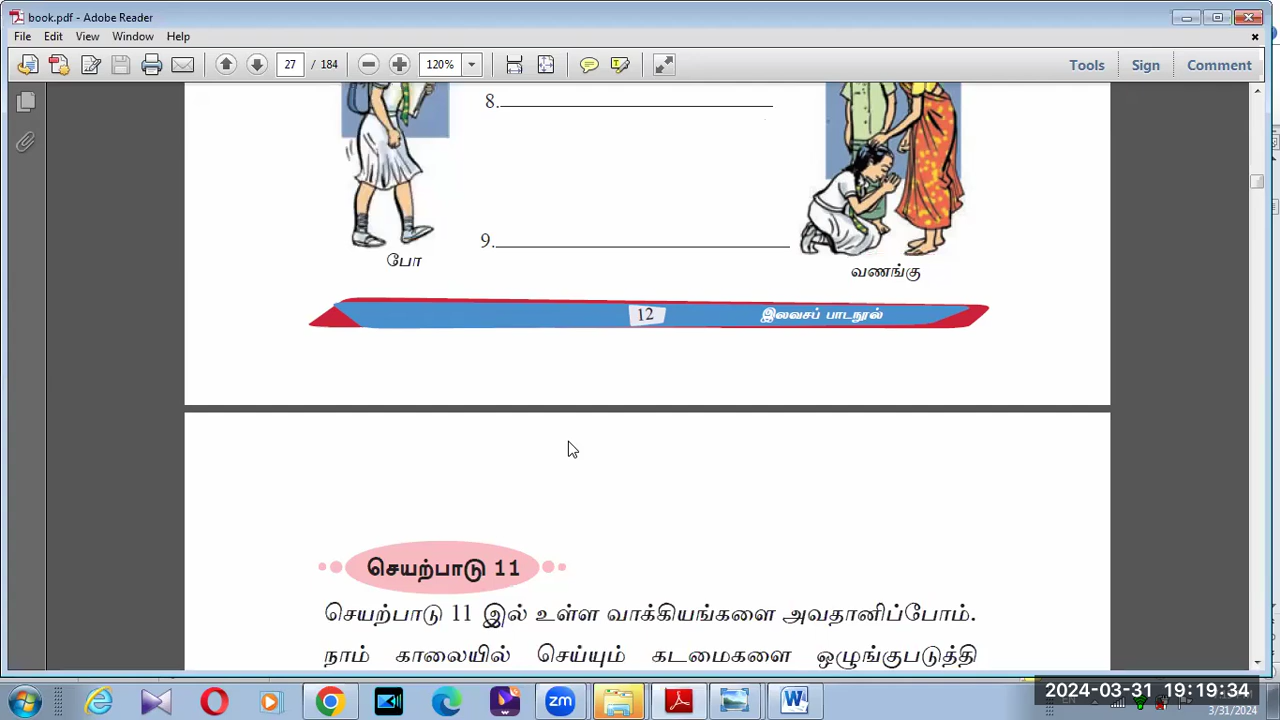 book.pdf - Adobe Reader
File Edit View Window Help
27 / 184 120% Tools Sign Comment
8.
9.
போ
வணங்கு
12 இலவசப் பாடநூல்
செயற்பாடு 11
செயற்பாடு 11 இல் உள்ள வாக்கியங்களை அவதானிப்போம்.
நாம் காலையில் செய்யும் கடமைகளை ஒழுங்குபடுத்தி
2024-03-31 19:19:34
3/31/2024